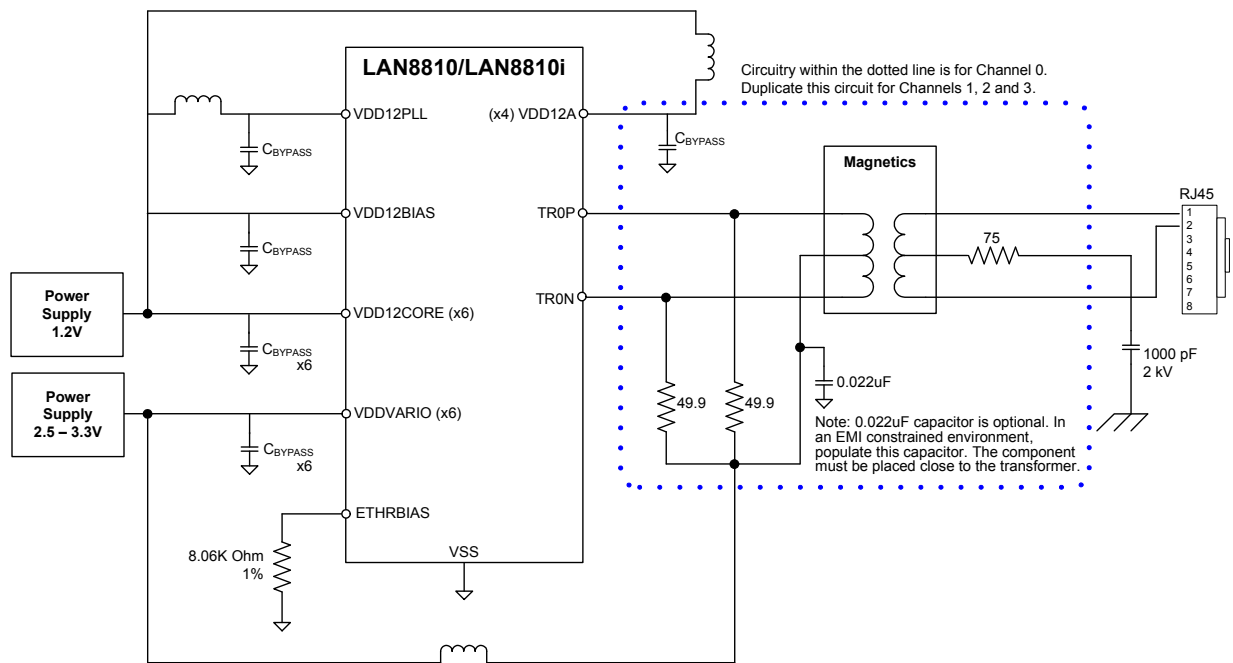 LAN8810/LAN8810i
Circuitry within the dotted line is for Channel 0.
Duplicate this circuit for Channels 1, 2 and 3.
VDD12PLL
(x4) VDD12A
CBYPASS
CBYPASS
Magnetics
RJ45
VDD12BIAS
TR0P
1
2
3
4
5
6
7
8
75
CBYPASS
Power
Supply
1.2V
TR0N
VDD12CORE (x6)
CBYPASS
x6
1000 pF
2 kV
Power
Supply
2.5 – 3.3V
0.022uF
49.9
49.9
VDDVARIO (x6)
Note: 0.022uF capacitor is optional. In
an EMI constrained environment,
populate this capacitor. The component
must be placed close to the transformer.
CBYPASS
x6
ETHRBIAS
8.06K Ohm
1%
VSS